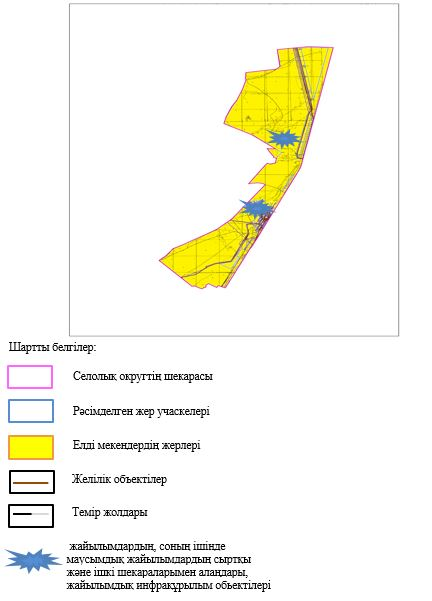 Шартты белгілер:
Селолық округтің шекарасы
Рәсімделген жер учаскелері
Елді мекендердің жерлері
Желілік объектілер
Темір жолдары
жайылымдардың, соның ішінде
маусымдық жайылымдардың сыртқы
және ішкі шекараларымен алаңдары,
жайылымдық инфрақұрылым обьектілері